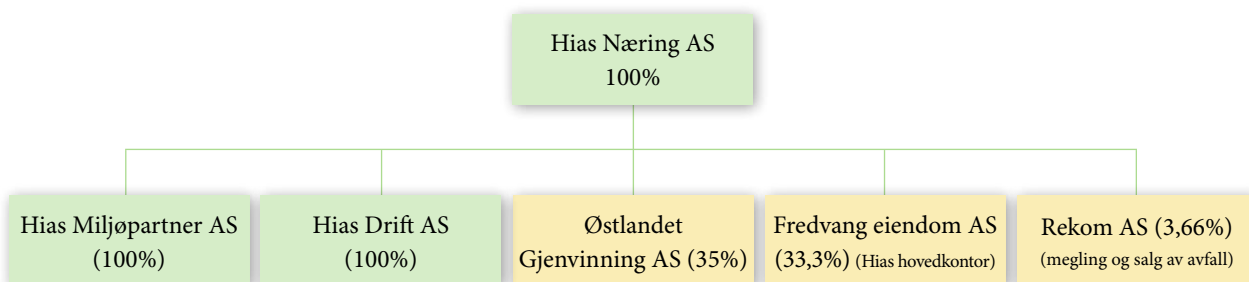 Hias Næring AS
100%
Hias Miljøpartner AS
(100%)
Hias Drift AS
(100%)
Østlandet
Gjenvinning AS (35%)
Fredvang eiendom AS
(33,3%) (Hias hovedkontor)
Rekom AS (3,66%)
(megling og salg av avfall)